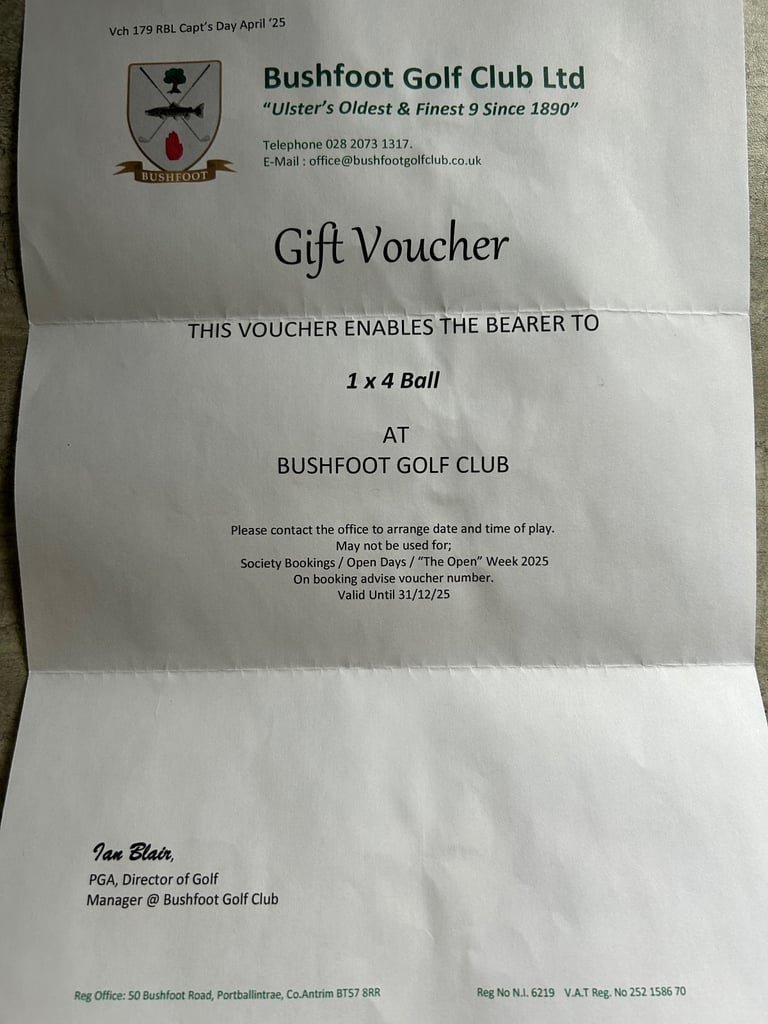 Vch 179 RBL Capt's Day April '25
Bushfoot Golf Club Ltd
"Ulster's Oldest & Finest 9 Since 1890"
Telephone 028 2073 1317.
E-Mail : office@bushfootgolfclub.co.uk
BUSHFOOT
Gift Voucher
THIS VOUCHER ENABLES THE BEARER TO
1 x 4 Ball
AT
BUSHFOOT GOLF CLUB
Please contact the office to arrange date and time of play.
May not be used for;
Society Bookings / Open Days / "The Open" Week 2025
On booking advise voucher number.
Valid Until 31/12/25
Ian Blair,
PGA, Director of Golf
Manager @ Bushfoot Golf Club
Reg Office: 50 Bushfoot Road, Portballintrae, Co.Antrim BT57 8RR Reg No N.I. 6219 V.A.T Reg. No 252 1586 70